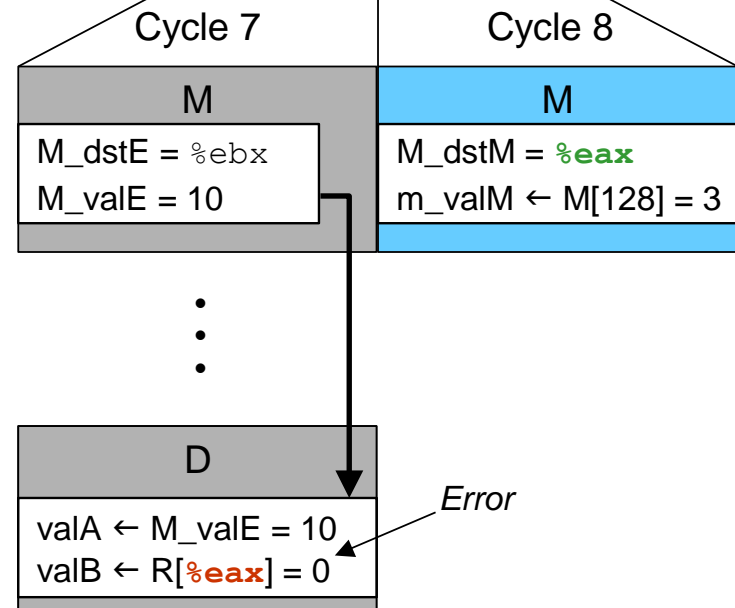 Cycle 7
Cycle 8
M
M
M_dstE = %ebx
M_valE = 10
M_dstM = %eax
m_valM ← M[128] = 3
•
•
•
D
Error
valA ← M_valE = 10
valB ← R[%eax] = 0